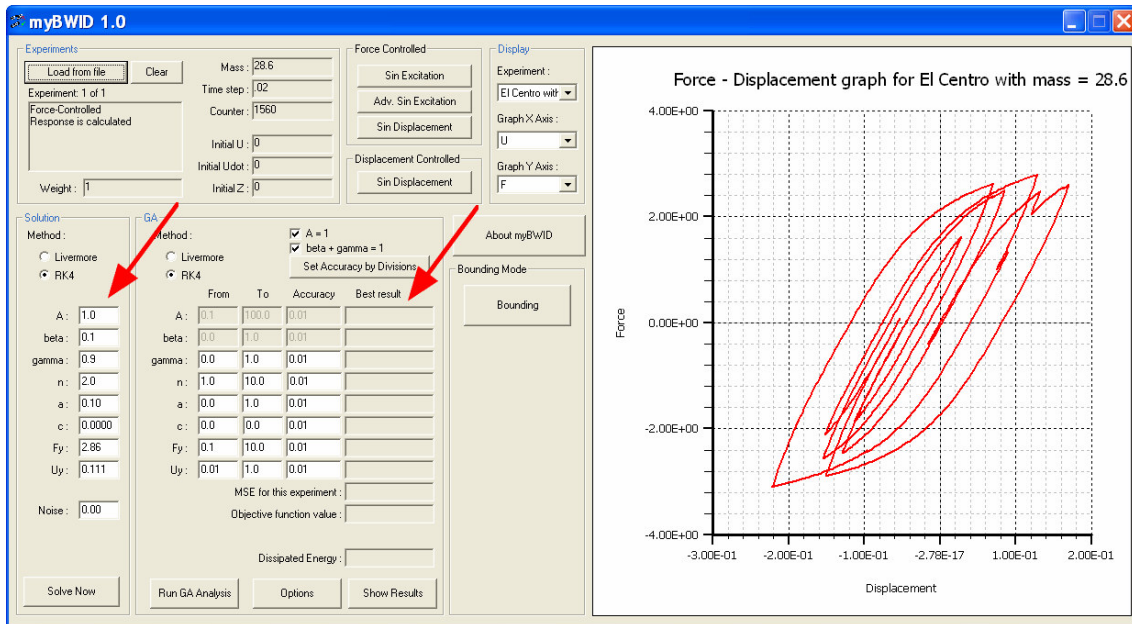 myBWID 1.0
Experiments
Load from file
Clear
Experiment: 1 of 1
Force-Controlled
Response is calculated
Weight : 1
Mass : 28.6
Time step : .02
Counter : 1560
Initial U : 0
Initial Udot : 0
Initial Z : 0
Force Controlled
Sin Excitation
Adv. Sin Excitation
Sin Displacement
Displacement Controlled
Sin Displacement
Display
Experiment :
El Centro with
Graph X Axis :
U
Graph Y Axis :
F
Solution
Method :
Livermore
RK4
A : 1.0
beta : 0.1
gamma : 0.9
n : 2.0
a : 0.10
c : 0.0000
Fy : 2.86
Uy : 0.111
Noise : 0.00
Solve Now
GA
Method :
Livermore
RK4
A = 1
beta + gamma = 1
Set Accuracy by Divisions
From To Accuracy Best result
A : 0.1 100.0 0.01
beta : 0.0 1.0 0.01
gamma : 0.0 1.0 0.01
n : 1.0 10.0 0.01
a : 0.0 1.0 0.01
c : 0.0 0.0 0.01
Fy : 0.1 10.0 0.01
Uy : 0.01 1.0 0.01
MSE for this experiment :
Objective function value :
Dissipated Energy :
Run GA Analysis
Options
Show Results
About myBWID
Bounding Mode
Bounding
Force - Displacement graph for El Centro with mass = 28.6
4.00E+00
2.00E+00
0.00E+00
-2.00E+00
-4.00E+00
Force
-3.00E-01 -2.00E-01 -1.00E-01 -2.78E-17 1.00E-01 2.00E-01
Displacement